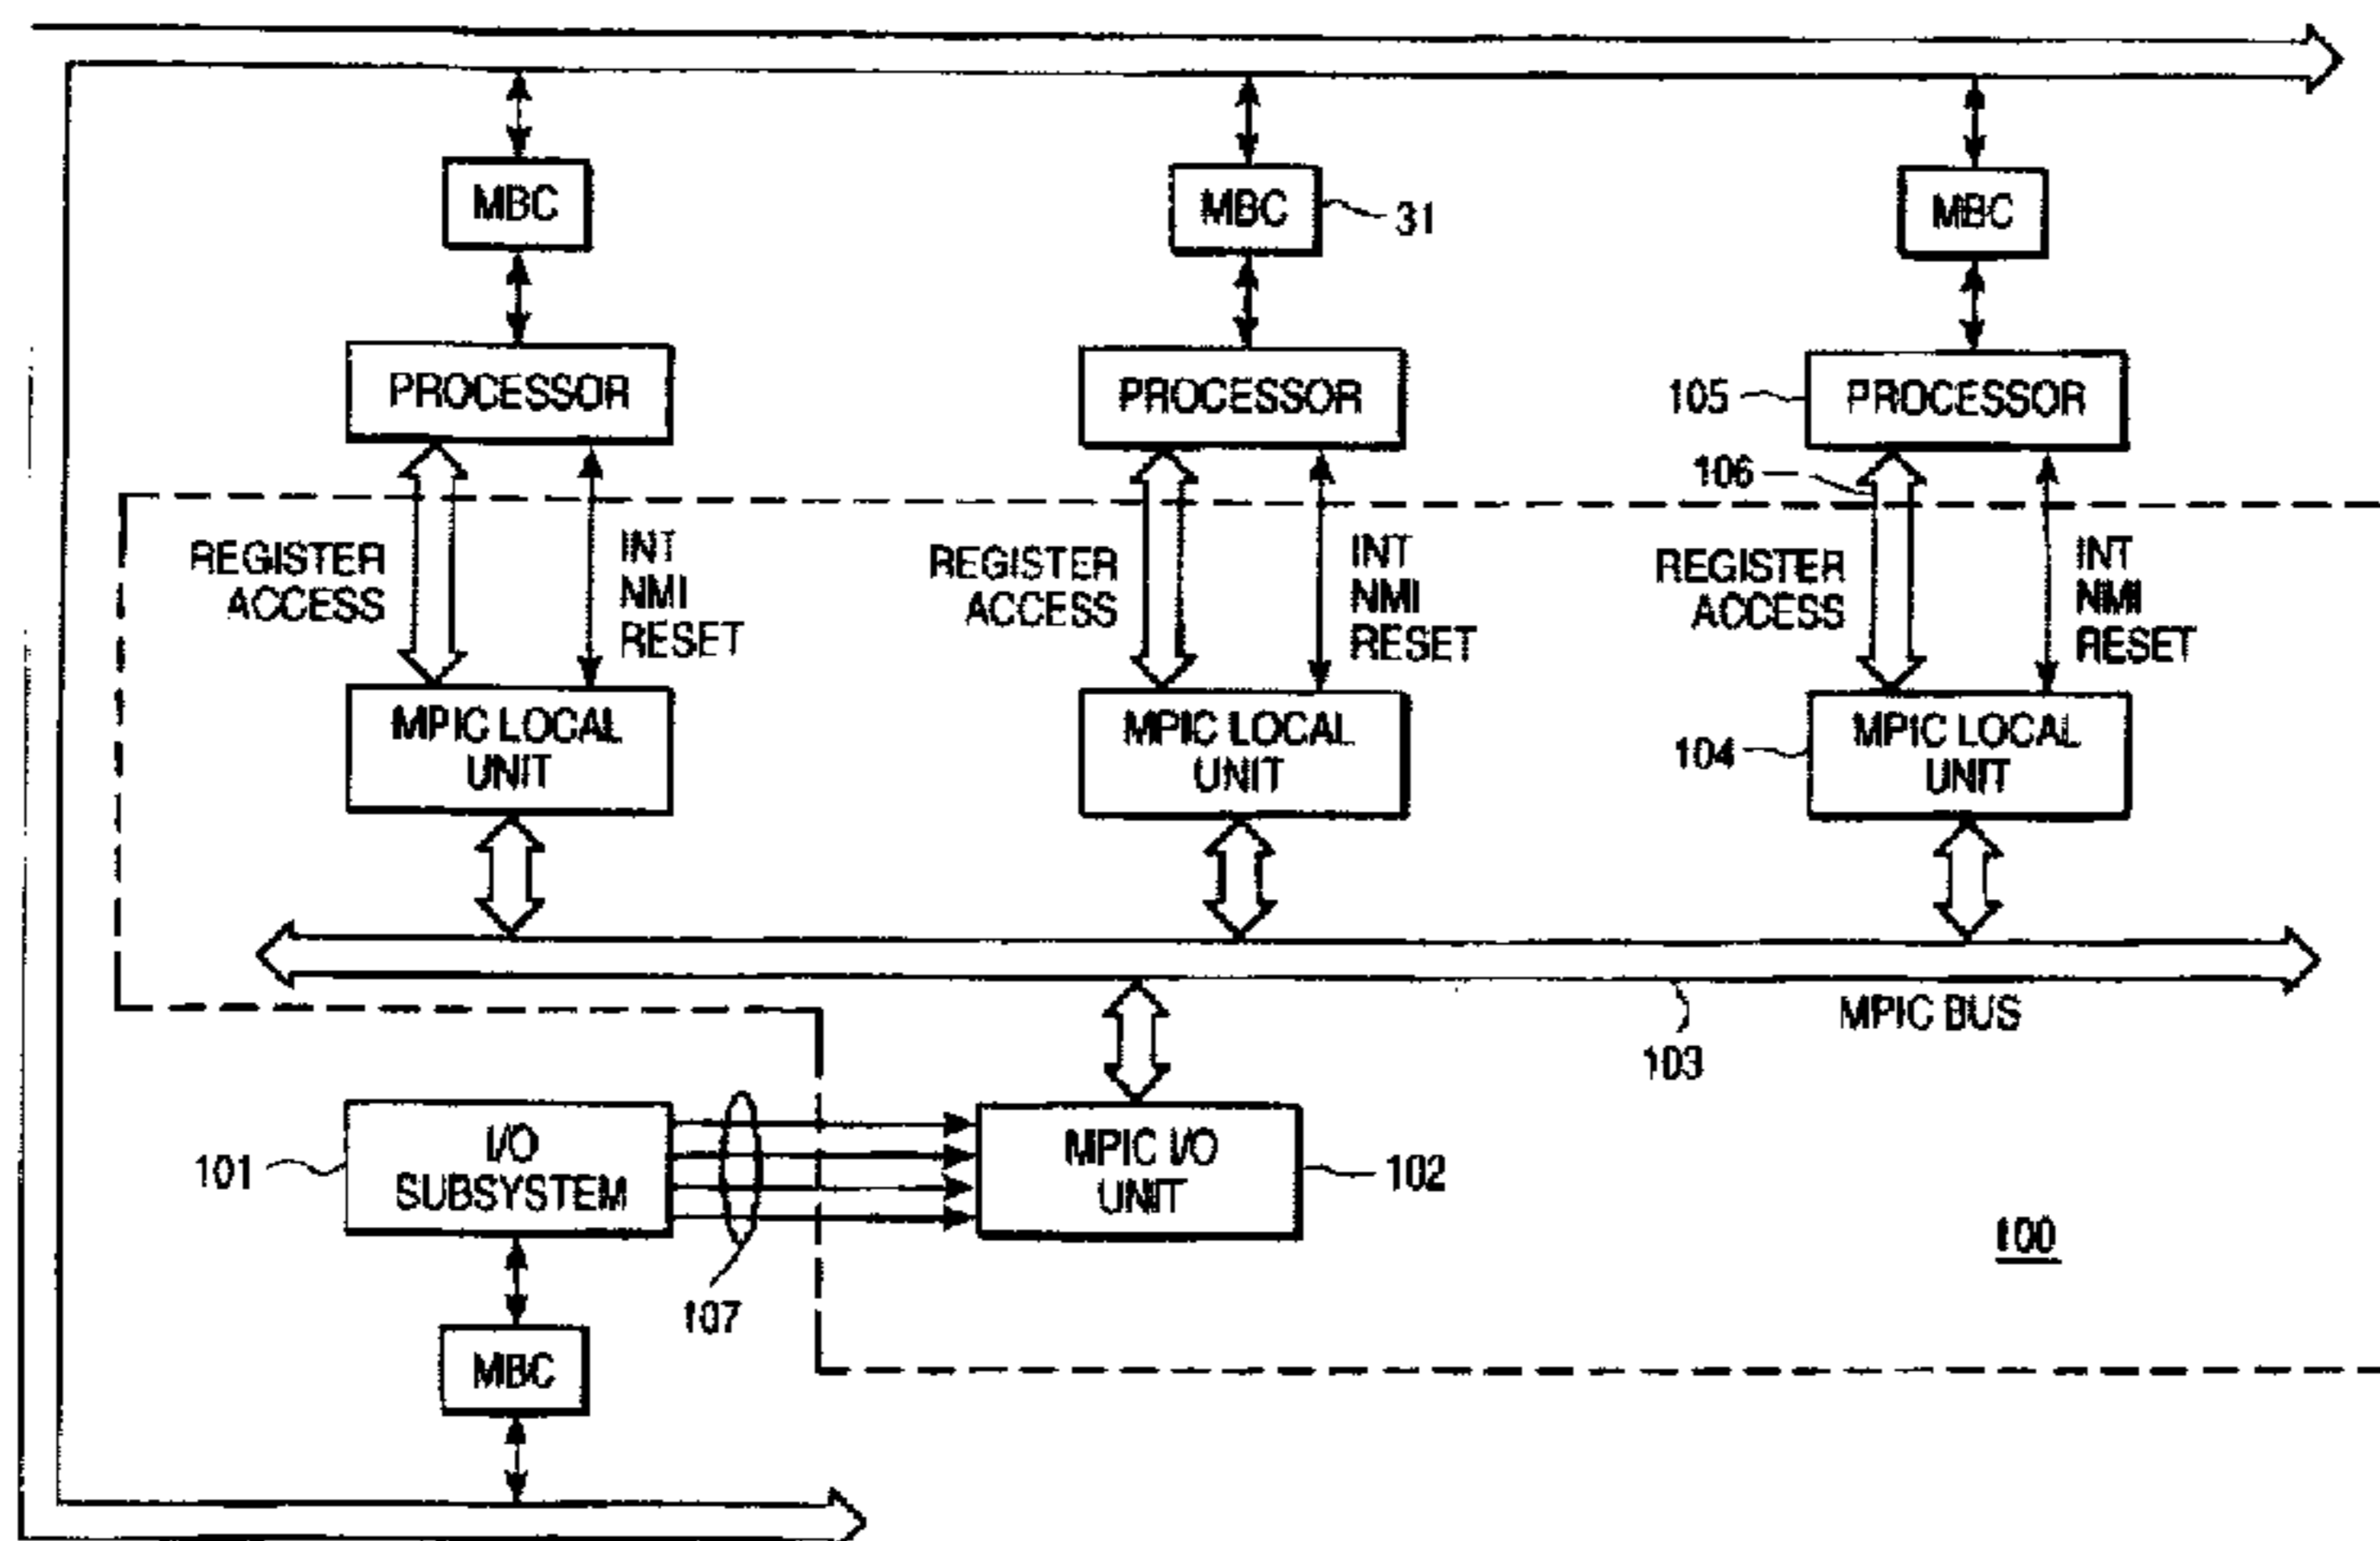 MBC
MBC
31
MBC
PROCESSOR
PROCESSOR
105
PROCESSOR
106
REGISTER
ACCESS
INT
NMI
RESET
REGISTER
ACCESS
INT
NMI
RESET
REGISTER
ACCESS
INT
NMI
RESET
MPIC LOCAL
UNIT
MPIC LOCAL
UNIT
104
MPIC LOCAL
UNIT
MPIC BUS
103
101
I/O
SUBSYSTEM
107
MPIC I/O
UNIT
102
100
MBC